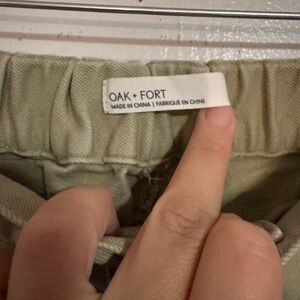 OAK + FORT
MADE IN CHINA | FABRIQUÉ EN CHINE